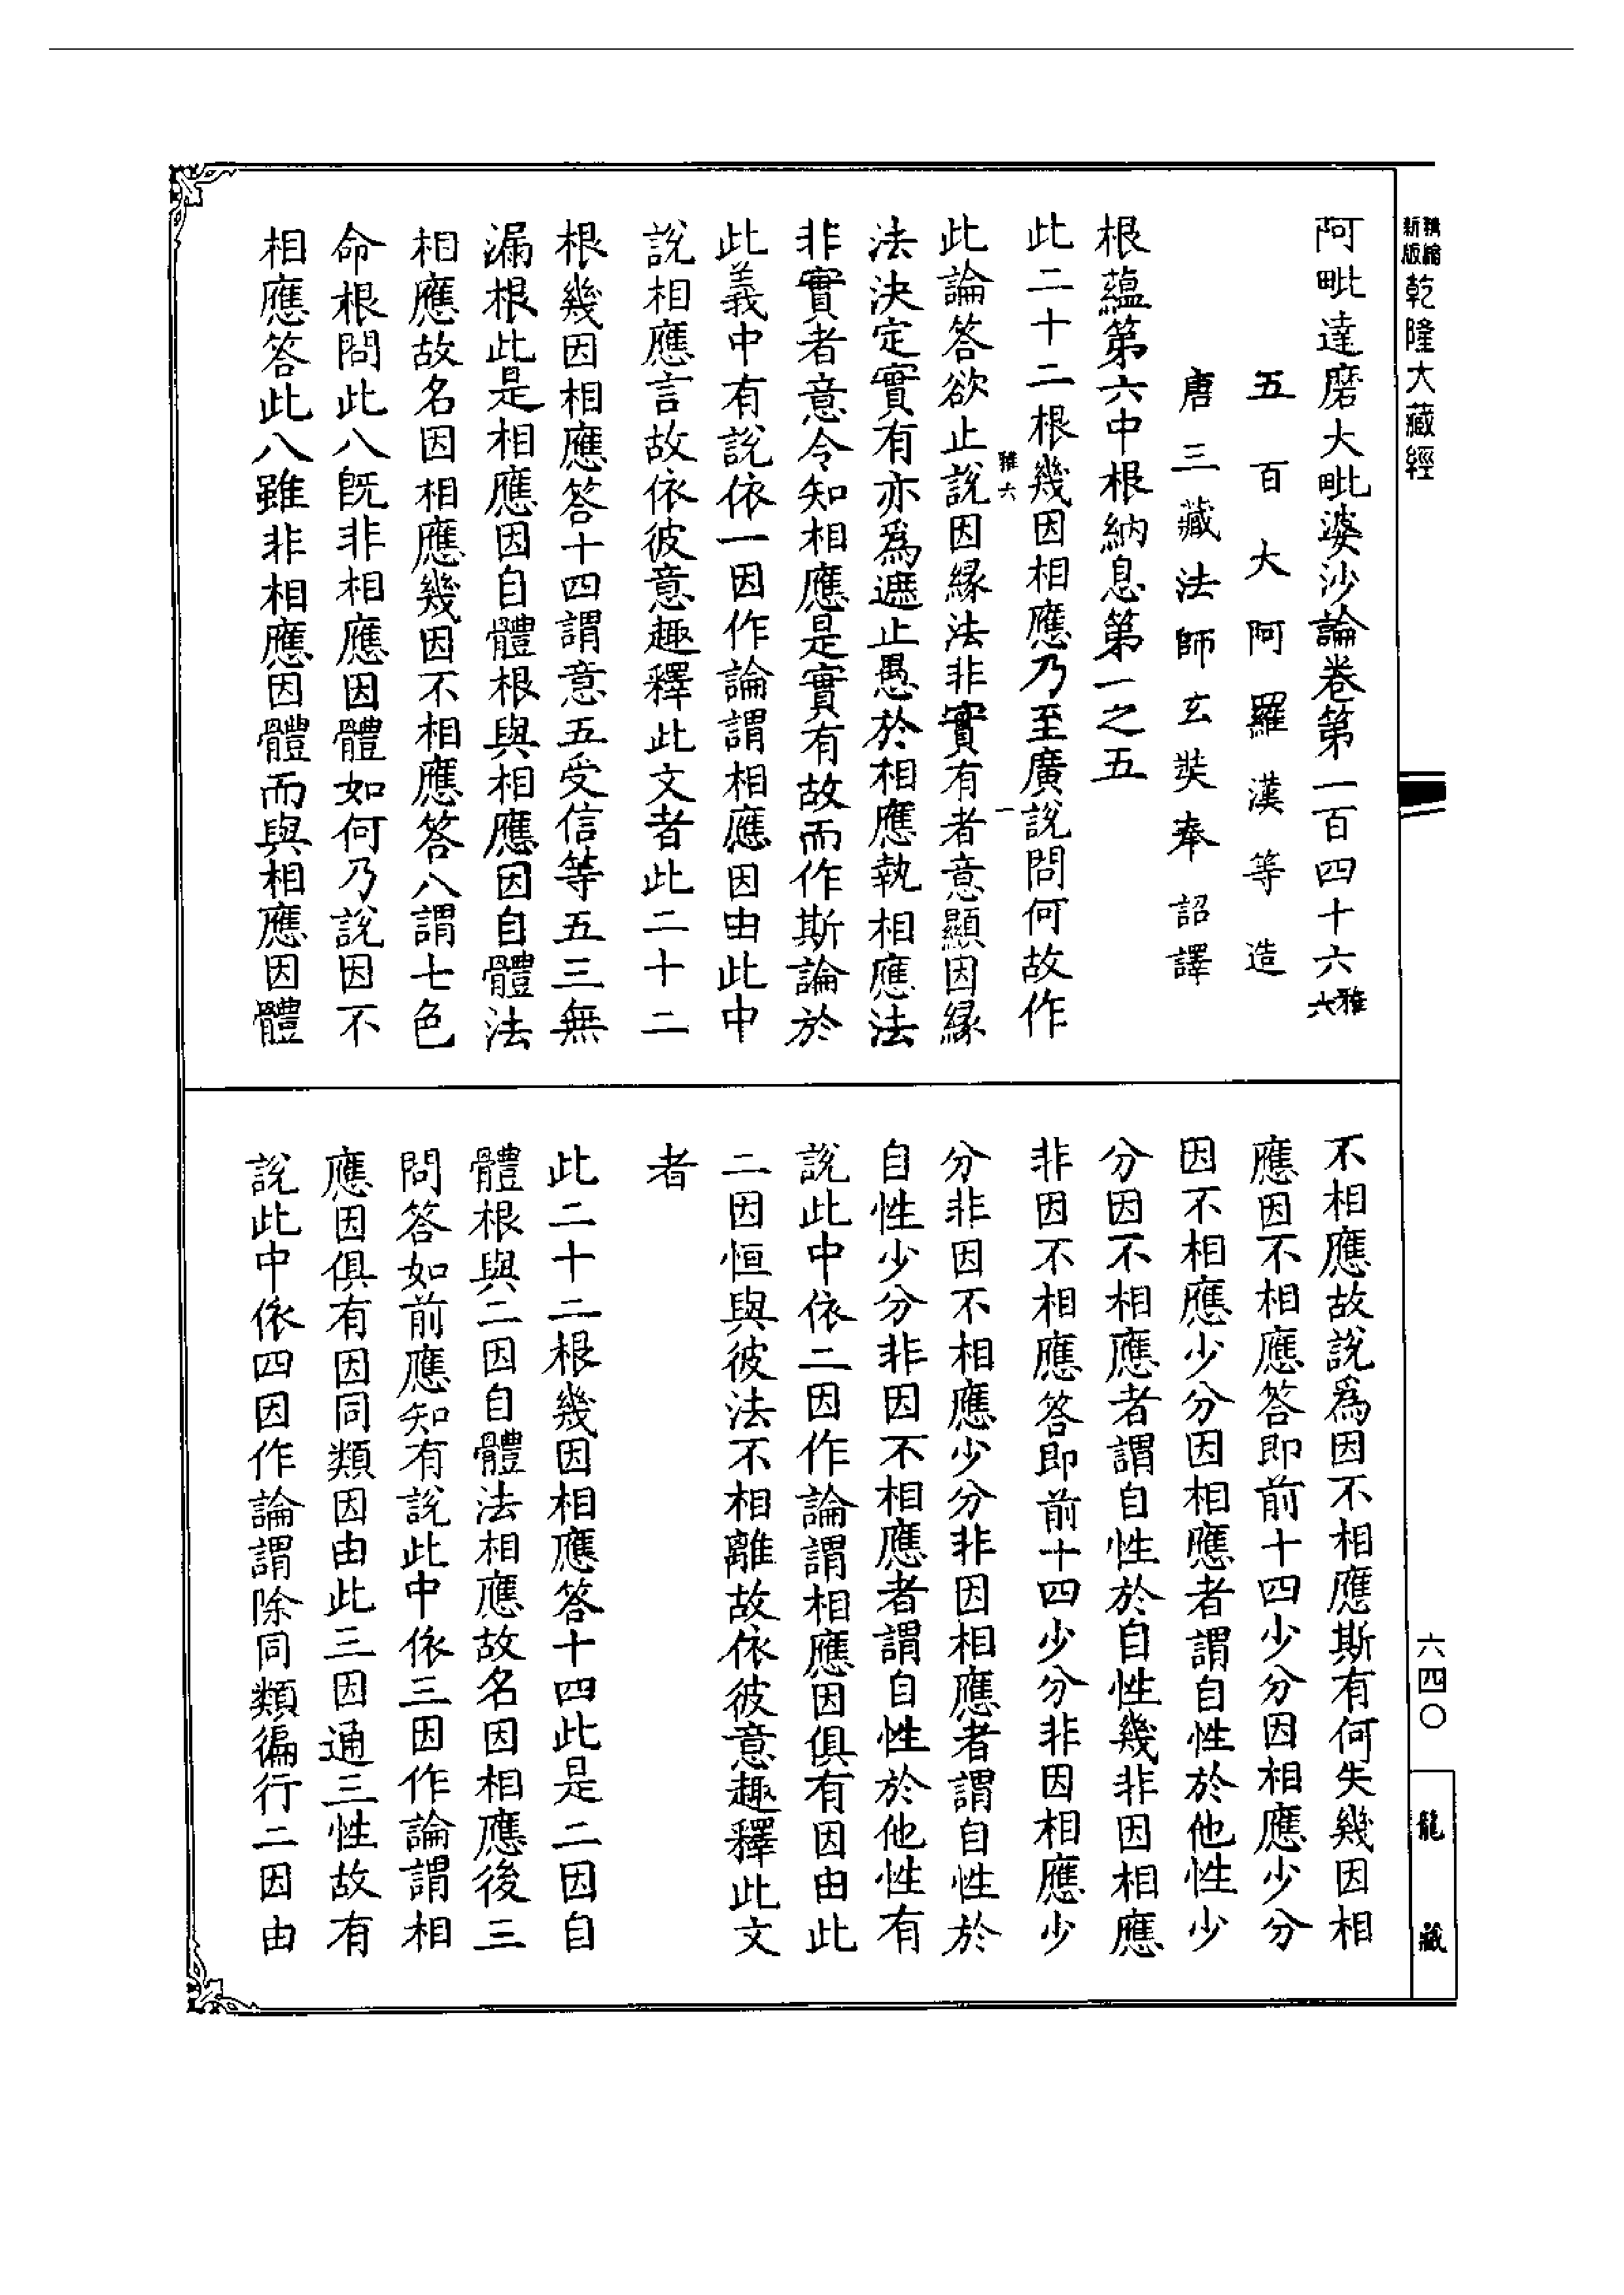 新版精縮乾隆大藏經
阿毗達磨大毗婆沙論卷第一百四十六雅六
五百大阿羅漢等造
唐三藏法師玄奘奉詔譯
根蘊第六中根納息第一之五
此二十二根幾因相應乃至廣說問何故作
雅六
一
此論答欲止說因緣法非實有者意顯因緣
法決定實有亦為遮止愚於相應執相應法
非實者意令知相應是實有故而作斯論於
此義中有說依一因作論謂相應因由此中
說相應言故依彼意趣釋此文者此二十二
根幾因相應答十四謂意五受信等五三無
漏根此是相應因自體根與相應因自體法
相應故名因相應幾因不相應答八謂七色
命根問此八既非相應因體如何乃說因不
相應答此八雖非相應因體而與相應因體
不相應故說為因不相應斯有何失幾因相
應因不相應答即前十四少分因相應少分
因不相應少分因相應者謂自性於他性少
分因不相應者謂自性於自性幾非因相應
非因不相應答即前十四少分非因相應少
分非因不相應少分非因相應者謂自性於
自性少分非因不相應者謂自性於他性有
說此中依二因作論謂相應因俱有因由此
二因恒與彼法不相離故依彼意趣釋此文
者
此二十二根幾因相應答十四此是二因自
體根與二因自體法相應故名因相應後三
問答如前應知有說此中依三因作論謂相
應因俱有因同類因由此三因通三性故有
說此中依四因作論謂除同類徧行二因由
六四〇
龍藏